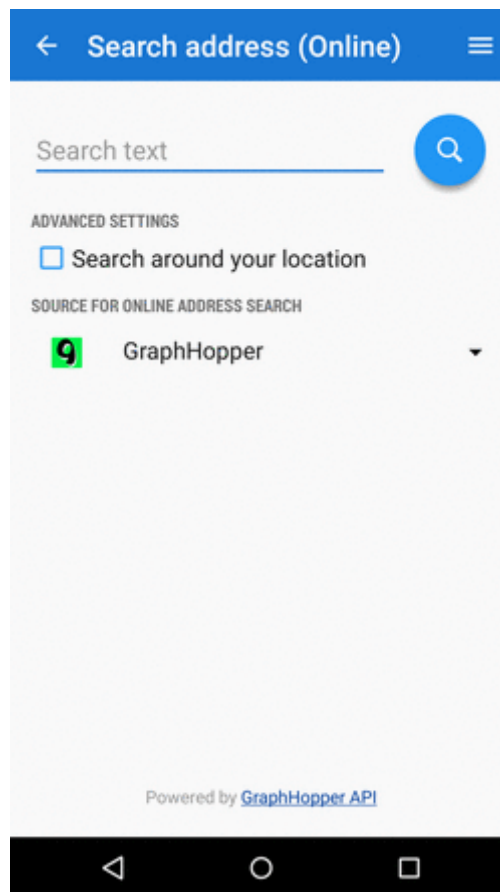 Search address (Online)
Search text
ADVANCED SETTINGS
Search around your location
SOURCE FOR ONLINE ADDRESS SEARCH
GraphHopper
Powered by GraphHopper API